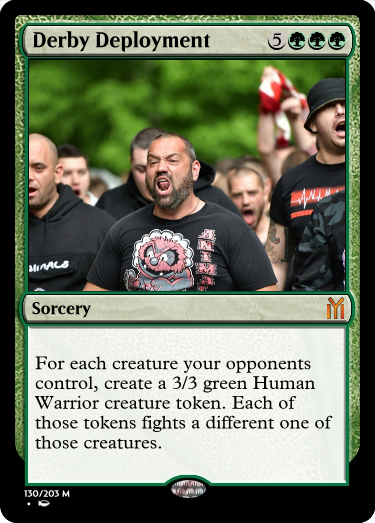 Derby Deployment 5
Sorcery
For each creature your opponents
control, create a 3/3 green Human
Warrior creature token. Each of
those tokens fights a different one of
those creatures.
130/203 M